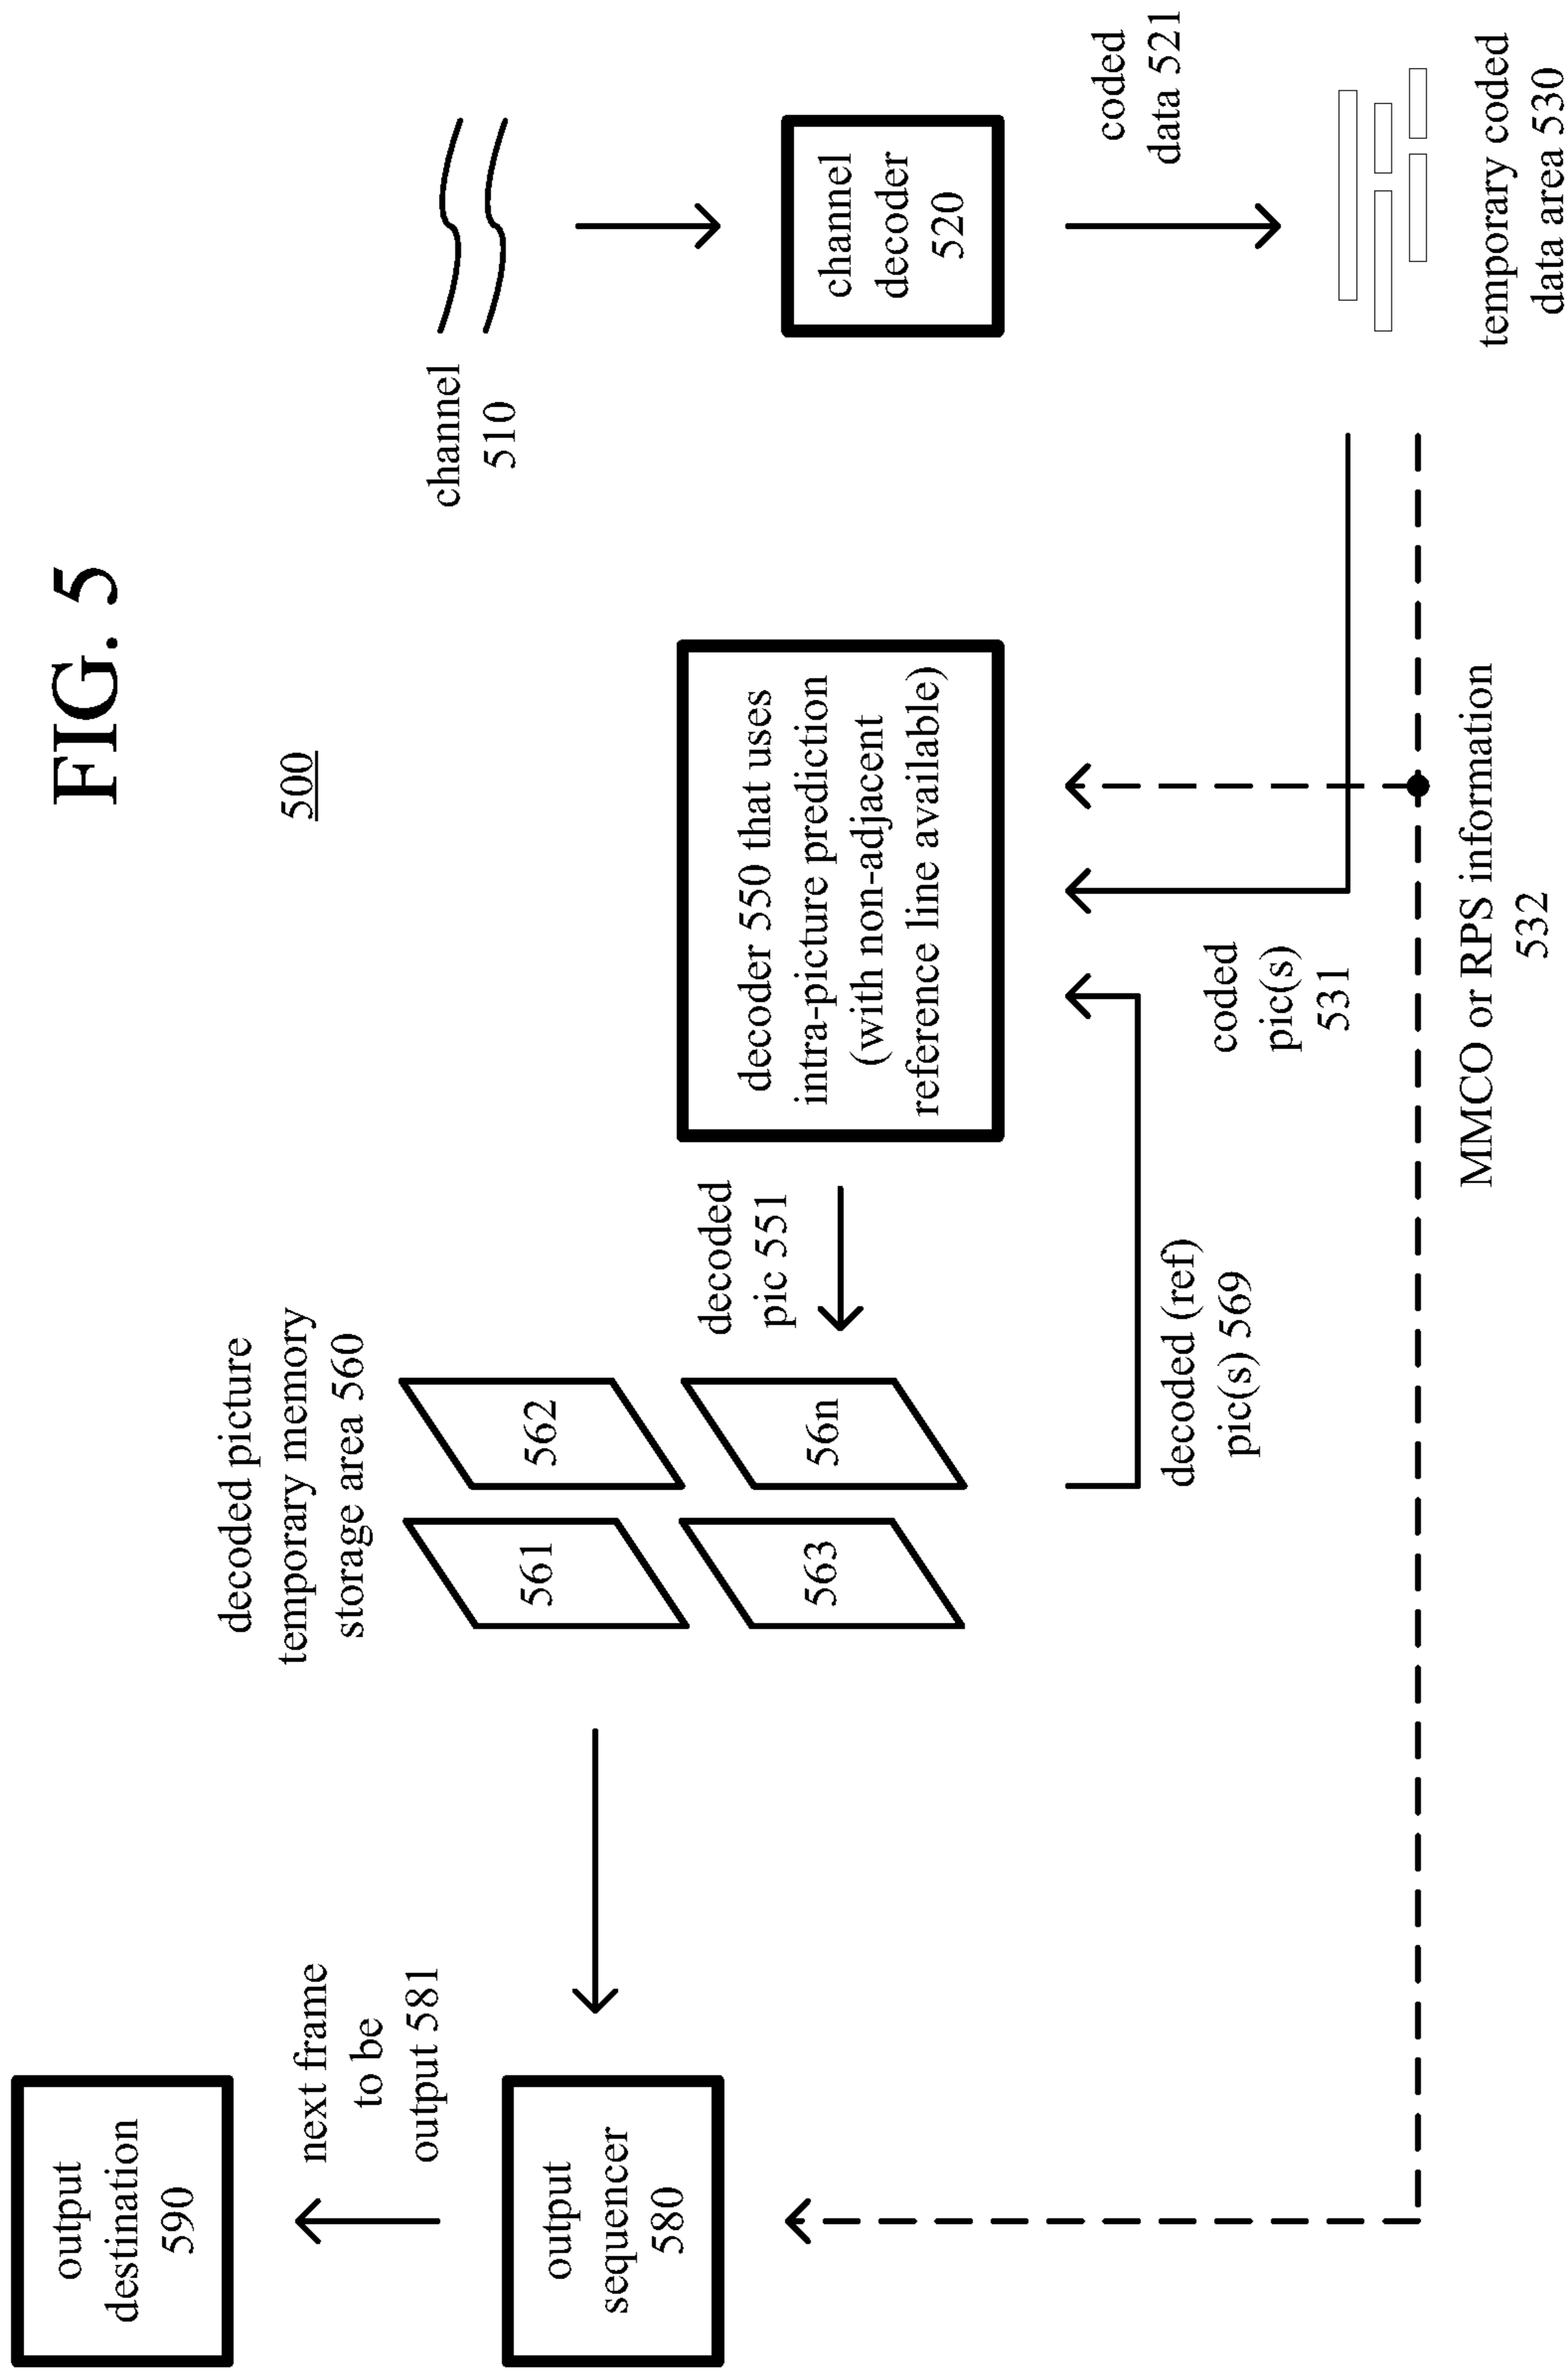 FIG. 5
500
channel
510
channel
decoder
520
coded
data 521
temporary coded
data area 530
decoder 550 that uses
intra-picture prediction
(with non-adjacent
reference line available)
coded
pic(s)
531
MMCO or RPS information
532
decoded
pic 551
decoded picture
temporary memory
storage area 560
561
562
563
56n
decoded (ref)
pic(s) 569
output
sequencer
580
next frame
to be
output 581
output
destination
590